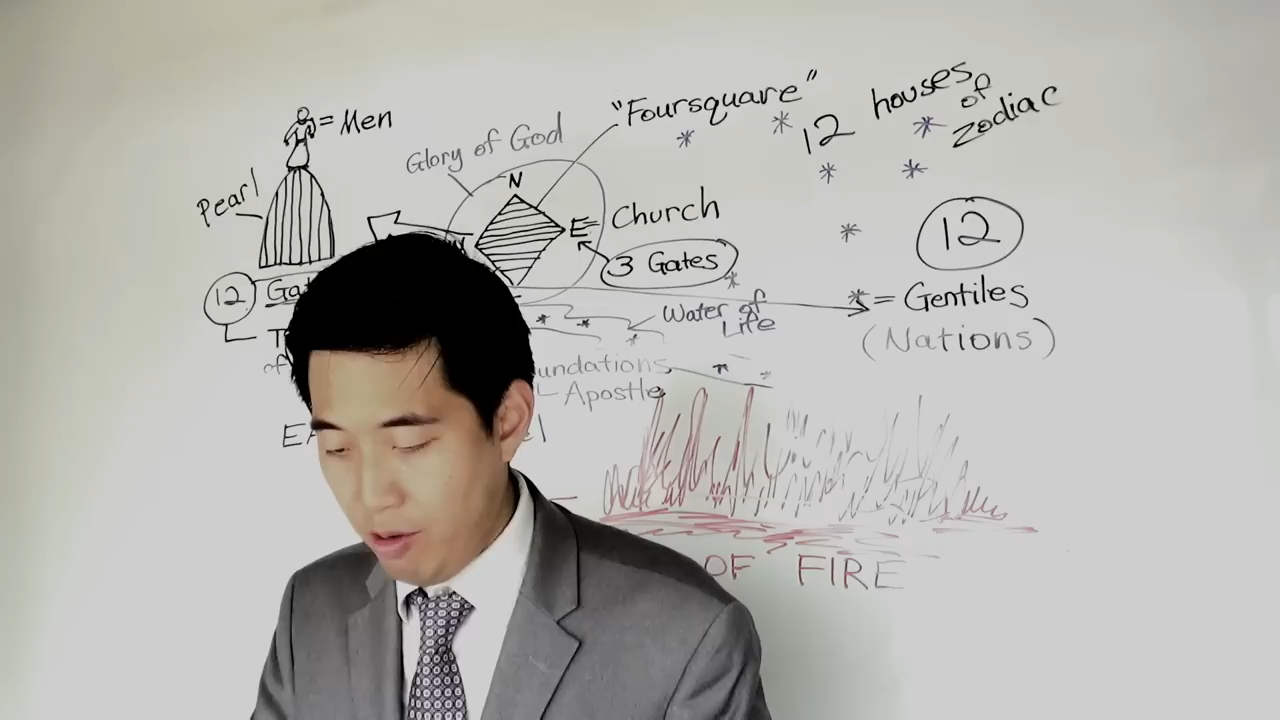 "Foursquare"
12 houses
of
zodiac
= Men
Glory of God
N
Pearl
E
Church
3 Gates
12
12
Water of
Life
= Gentiles
(Nations)
Apostle
OF FIRE